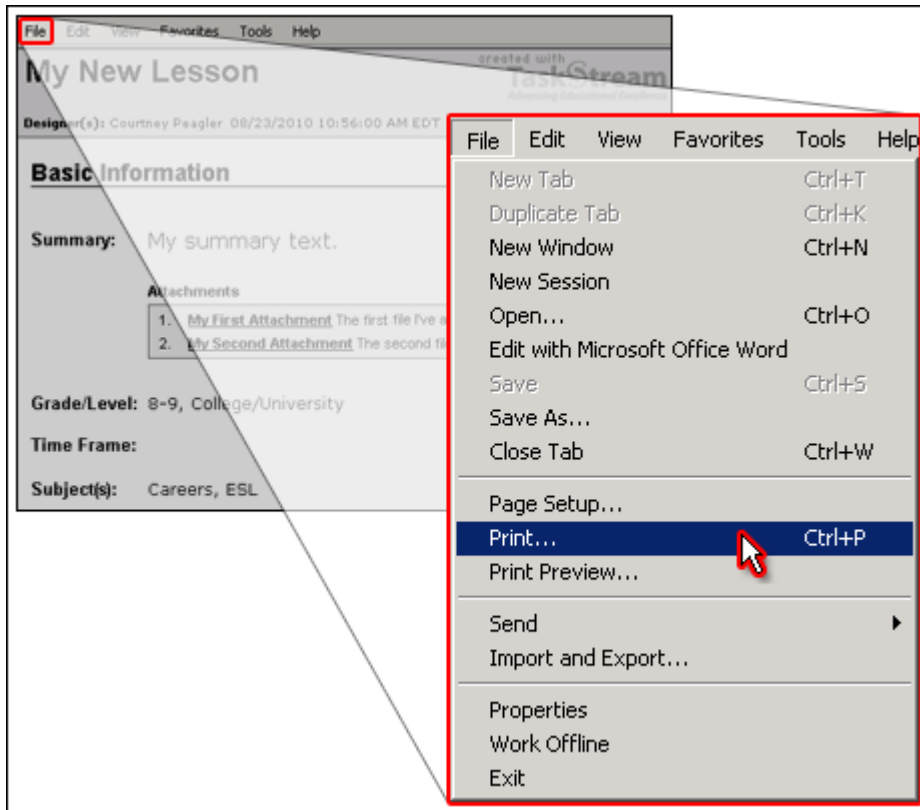 File Edit View Favorites Tools Help
My New Lesson
created with
TaskStream
Advancing Educational Excellence
Designer(s): Courtney Peagler 08/23/2010 10:56:00 AM EDT
Basic Information
Summary: My summary text.
Attachments
1. My First Attachment The first file I've a
2. My Second Attachment The second fil
Grade/Level: 8-9, College/University
Time Frame:
Subject(s): Careers, ESL
File Edit View Favorites Tools Help
New Tab Ctrl+T
Duplicate Tab Ctrl+K
New Window Ctrl+N
New Session
Open... Ctrl+O
Edit with Microsoft Office Word
Save Ctrl+S
Save As...
Close Tab Ctrl+W
Page Setup...
Print... Ctrl+P
Print Preview...
Send
Import and Export...
Properties
Work Offline
Exit